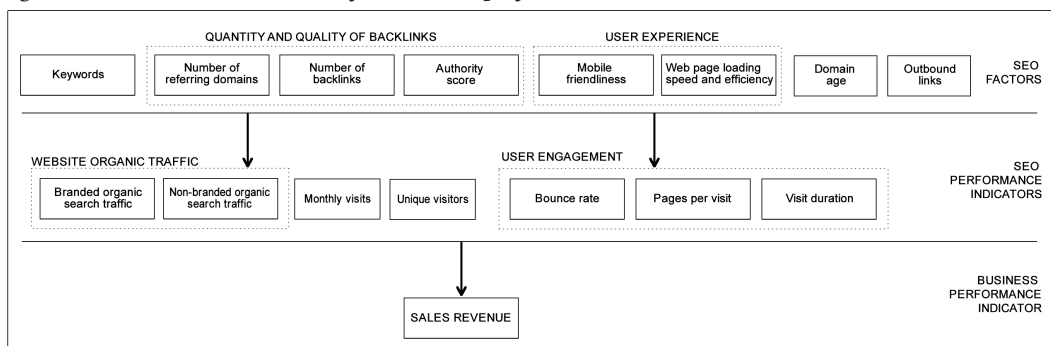 QUANTITY AND QUALITY OF BACKLINKS
USER EXPERIENCE
Keywords
Number of
referring domains
Number of
backlinks
Authority
score
Mobile
friendliness
Web page loading
speed and efficiency
Domain
age
Outbound
links
SEO
FACTORS
WEBSITE ORGANIC TRAFFIC
USER ENGAGEMENT
Branded organic
search traffic
Non-branded organic
search traffic
Monthly visits
Unique visitors
Bounce rate
Pages per visit
Visit duration
SEO
PERFORMANCE
INDICATORS
SALES REVENUE
BUSINESS
PERFORMANCE
INDICATOR